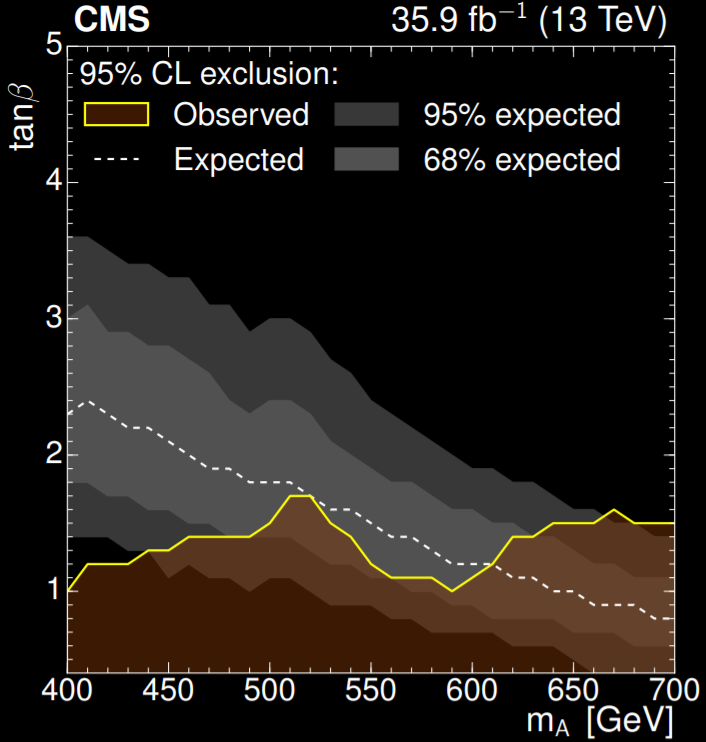 CMS 35.9 fb⁻¹ (13 TeV)
95% CL exclusion:
Observed 95% expected
Expected 68% expected
tanβ
5
4
3
2
1
400 450 500 550 600 650 700
m_A [GeV]